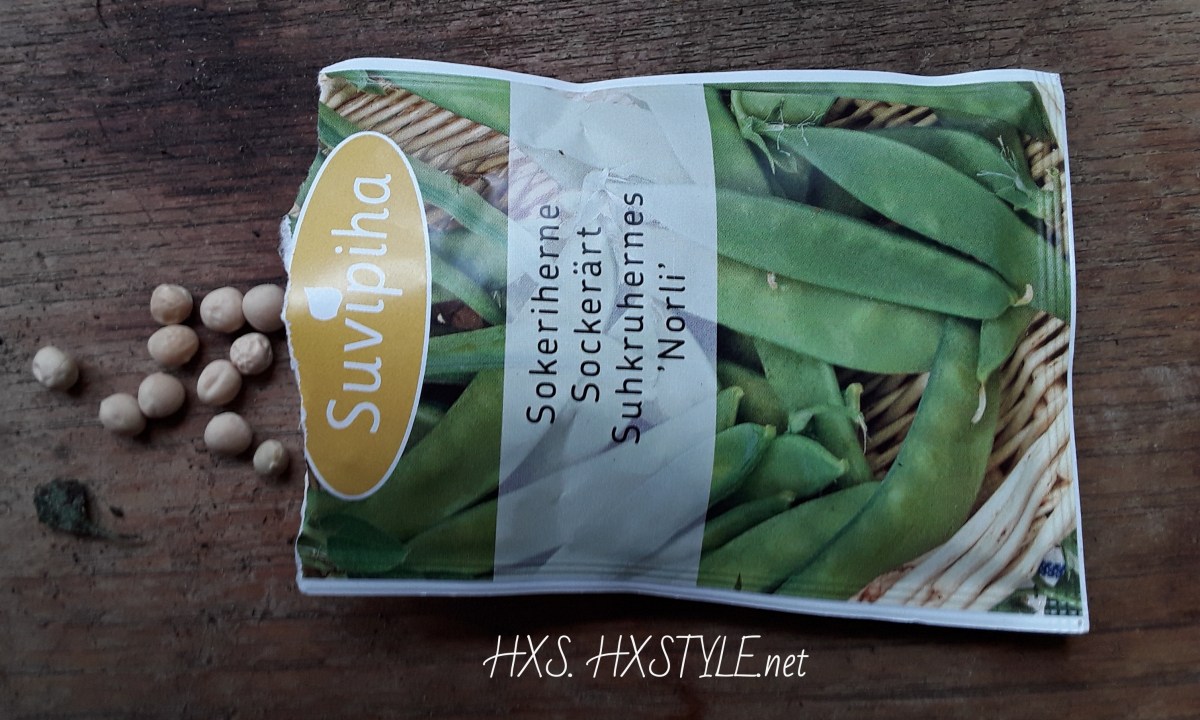 Suvipiha
Sokeriherne
Sockerärt
Suhkruhernes
’Norli’
HXS. HXSTYLE.net